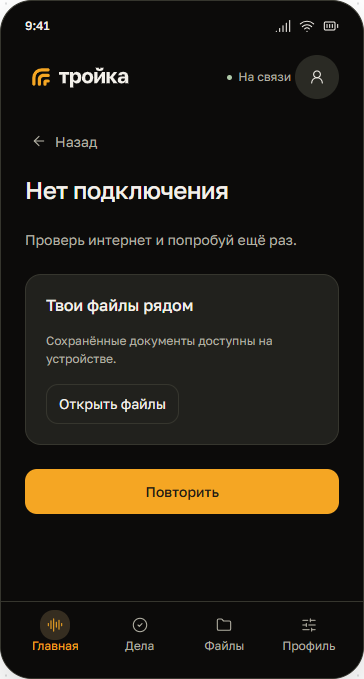 9:41
тройка
На связи
Назад
Нет подключения
Проверь интернет и попробуй ещё раз.
Твои файлы рядом
Сохранённые документы доступны на
устройстве.
Открыть файлы
Повторить
Главная
Дела
Файлы
Профиль